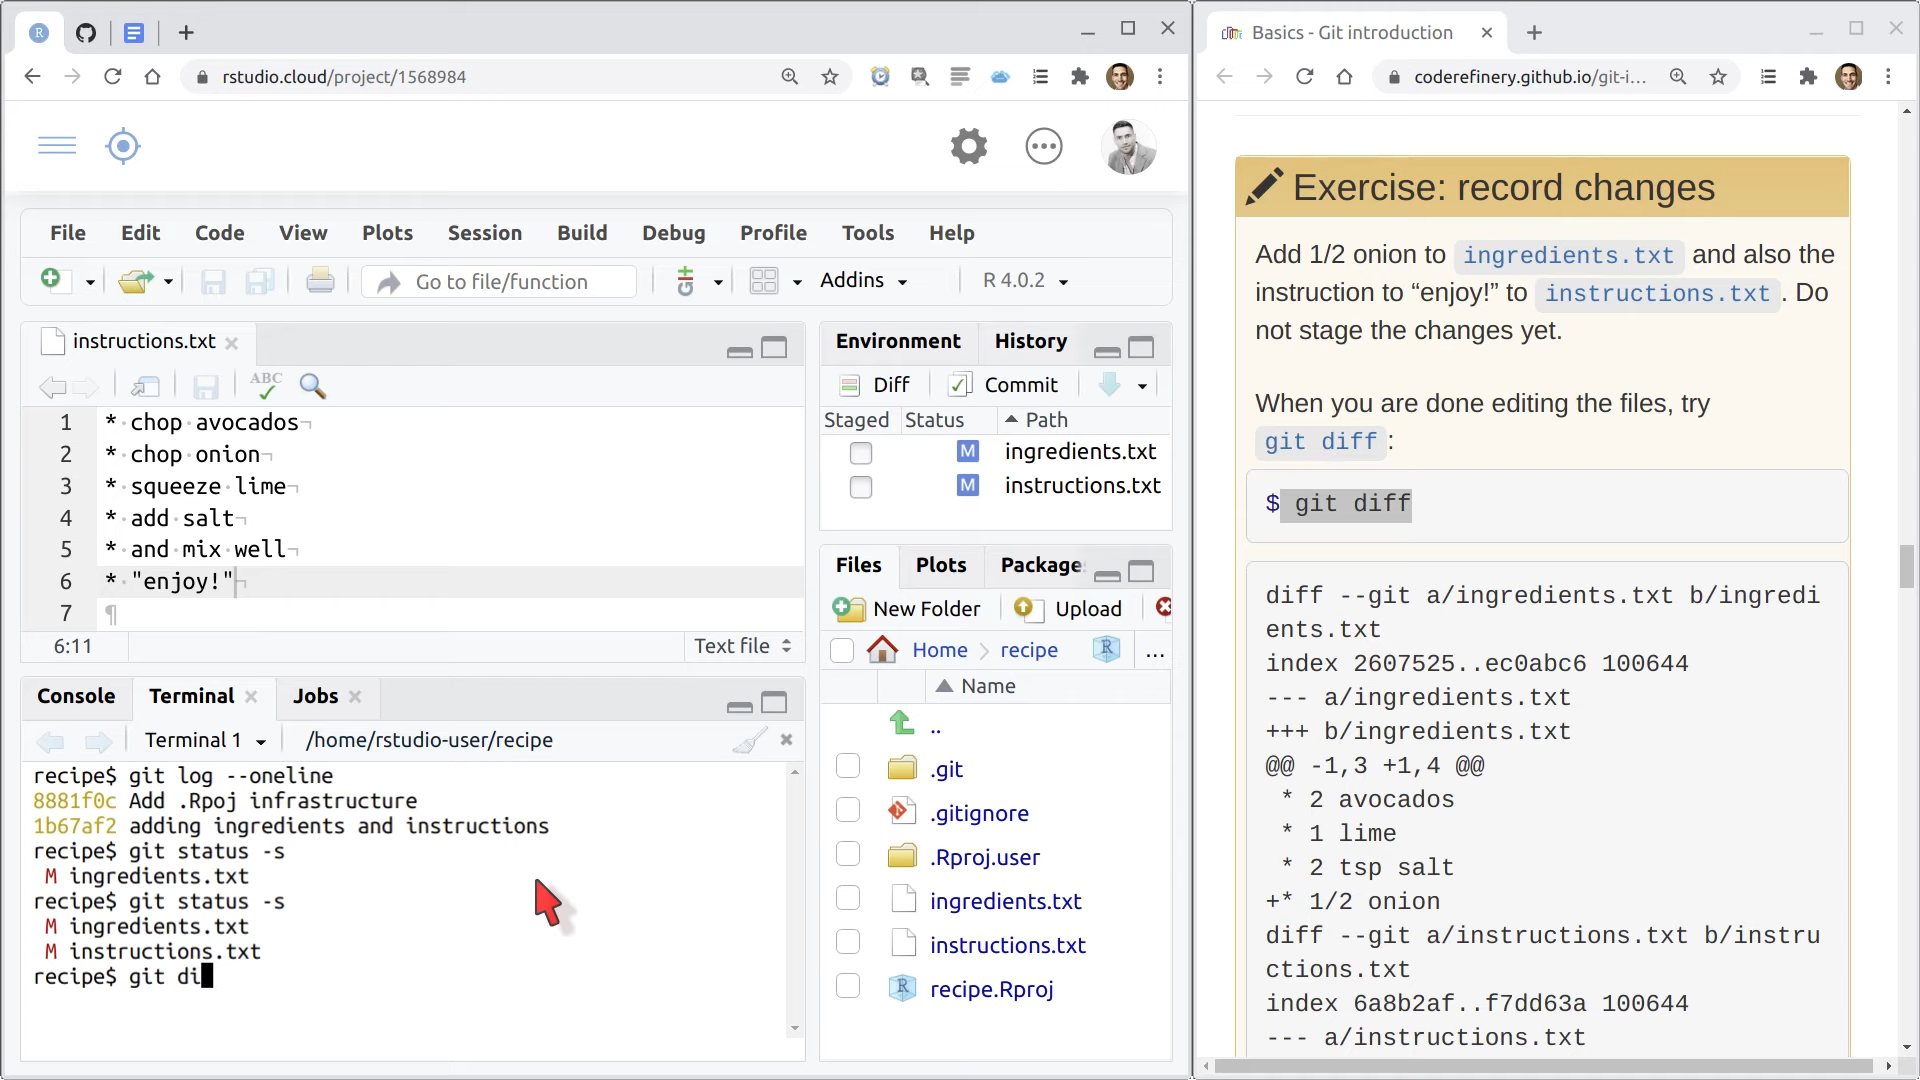 Basics - Git introduction
rstudio.cloud/project/1568984
coderefinery.github.io/git-i...
File Edit Code View Plots Session Build Debug Profile Tools Help
Go to file/function
Addins
R 4.0.2
instructions.txt
ABC
1 * chop avocados
2 * chop onion
3 * squeeze lime
4 * add salt
5 * and mix well
6 * "enjoy!"
7 ¶
6:11
Text file
Console Terminal Jobs
Terminal 1 /home/rstudio-user/recipe
recipe$ git log --oneline
8881f0c Add .Rpoj infrastructure
1b67af2 adding ingredients and instructions
recipe$ git status -s
M ingredients.txt
recipe$ git status -s
M ingredients.txt
M instructions.txt
recipe$ git di
Environment History
Diff Commit
Staged Status Path
M ingredients.txt
M instructions.txt
Files Plots Package
New Folder Upload
Home recipe ...
Name
..
.git
.gitignore
.Rproj.user
ingredients.txt
instructions.txt
recipe.Rproj
Exercise: record changes
Add 1/2 onion to ingredients.txt and also the
instruction to “enjoy!” to instructions.txt. Do
not stage the changes yet.
When you are done editing the files, try
git diff:
$ git diff
diff --git a/ingredients.txt b/ingredi
ents.txt
index 2607525..ec0abc6 100644
--- a/ingredients.txt
+++ b/ingredients.txt
@@ -1,3 +1,4 @@
* 2 avocados
* 1 lime
* 2 tsp salt
+* 1/2 onion
diff --git a/instructions.txt b/instru
ctions.txt
index 6a8b2af..f7dd63a 100644
--- a/instructions.txt